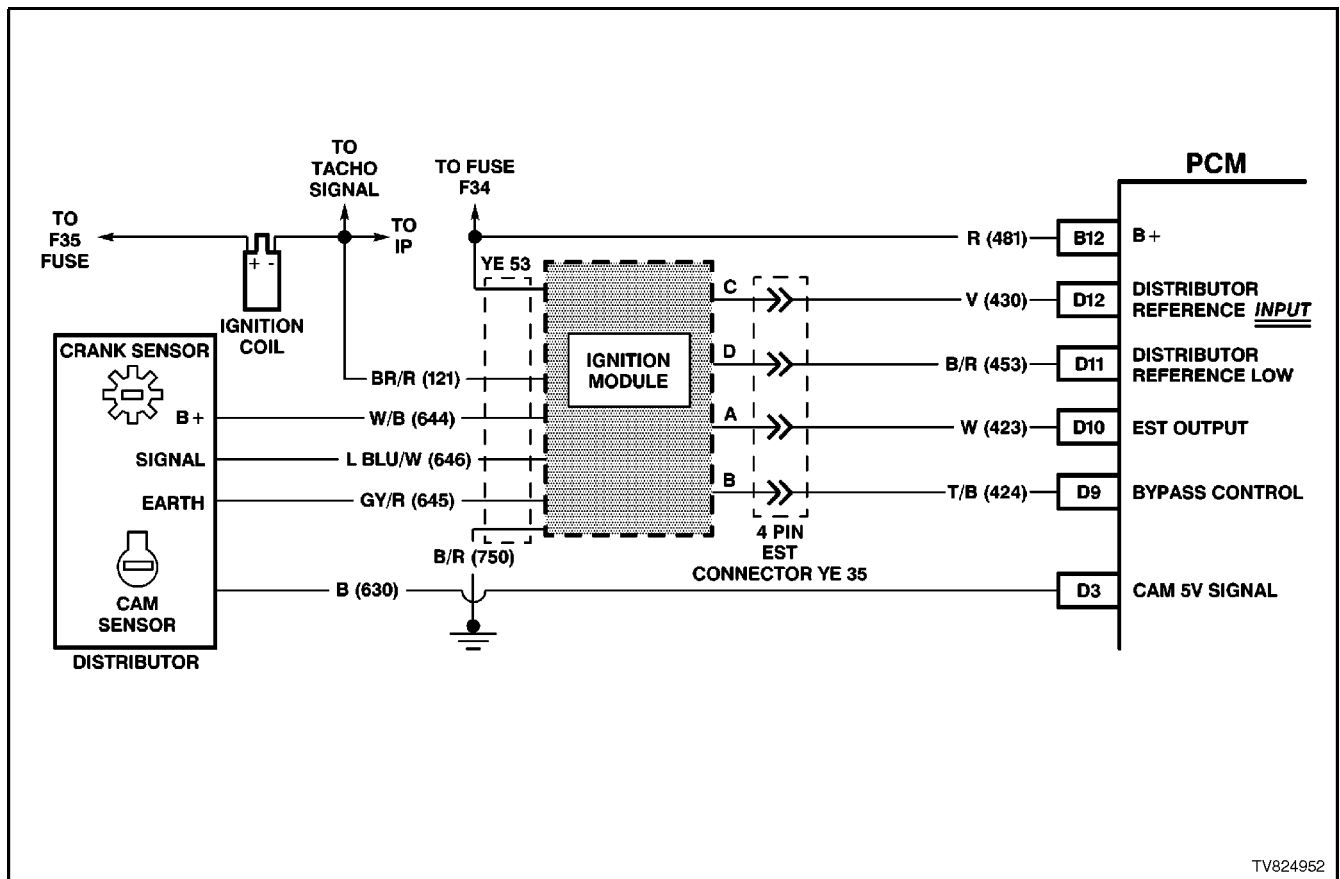 TO
TACHO
SIGNAL
TO FUSE
F34
PCM
TO
F35
FUSE
TO
IP
+ -
IGNITION
COIL
YE 53
R (481)
B12
B+
C
V (430)
D12
DISTRIBUTOR
REFERENCE INPUT
IGNITION
MODULE
D
B/R (453)
D11
DISTRIBUTOR
REFERENCE LOW
A
W (423)
D10
EST OUTPUT
B
T/B (424)
D9
BYPASS CONTROL
4 PIN
EST
CONNECTOR YE 35
CRANK SENSOR
BR/R (121)
B+
W/B (644)
SIGNAL
L BLU/W (646)
EARTH
GY/R (645)
B/R (750)
CAM
SENSOR
B (630)
D3
CAM 5V SIGNAL
DISTRIBUTOR
TV824952